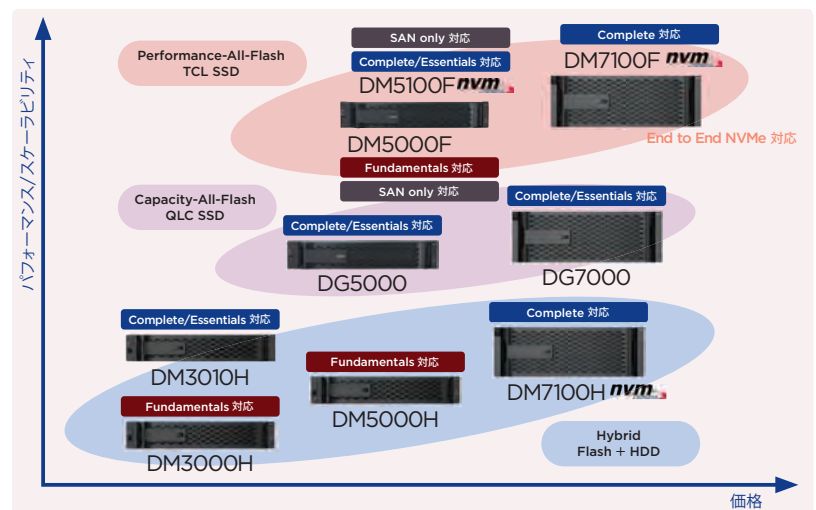 パフォーマンス/スケーラビリティ
Performance-All-Flash
TCL SSD
SAN only 対応
Complete/Essentials 対応
DM5100F nvm
DM5000F
Fundamentals 対応
SAN only 対応
Complete 対応
DM7100F nvm
End to End NVMe 対応
Capacity-All-Flash
QLC SSD
Complete/Essentials 対応
DG5000
Complete/Essentials 対応
DG7000
Complete/Essentials 対応
DM3010H
Fundamentals 対応
DM3000H
Fundamentals 対応
DM5000H
Complete 対応
DM7100H nvm
Hybrid
Flash + HDD
価格